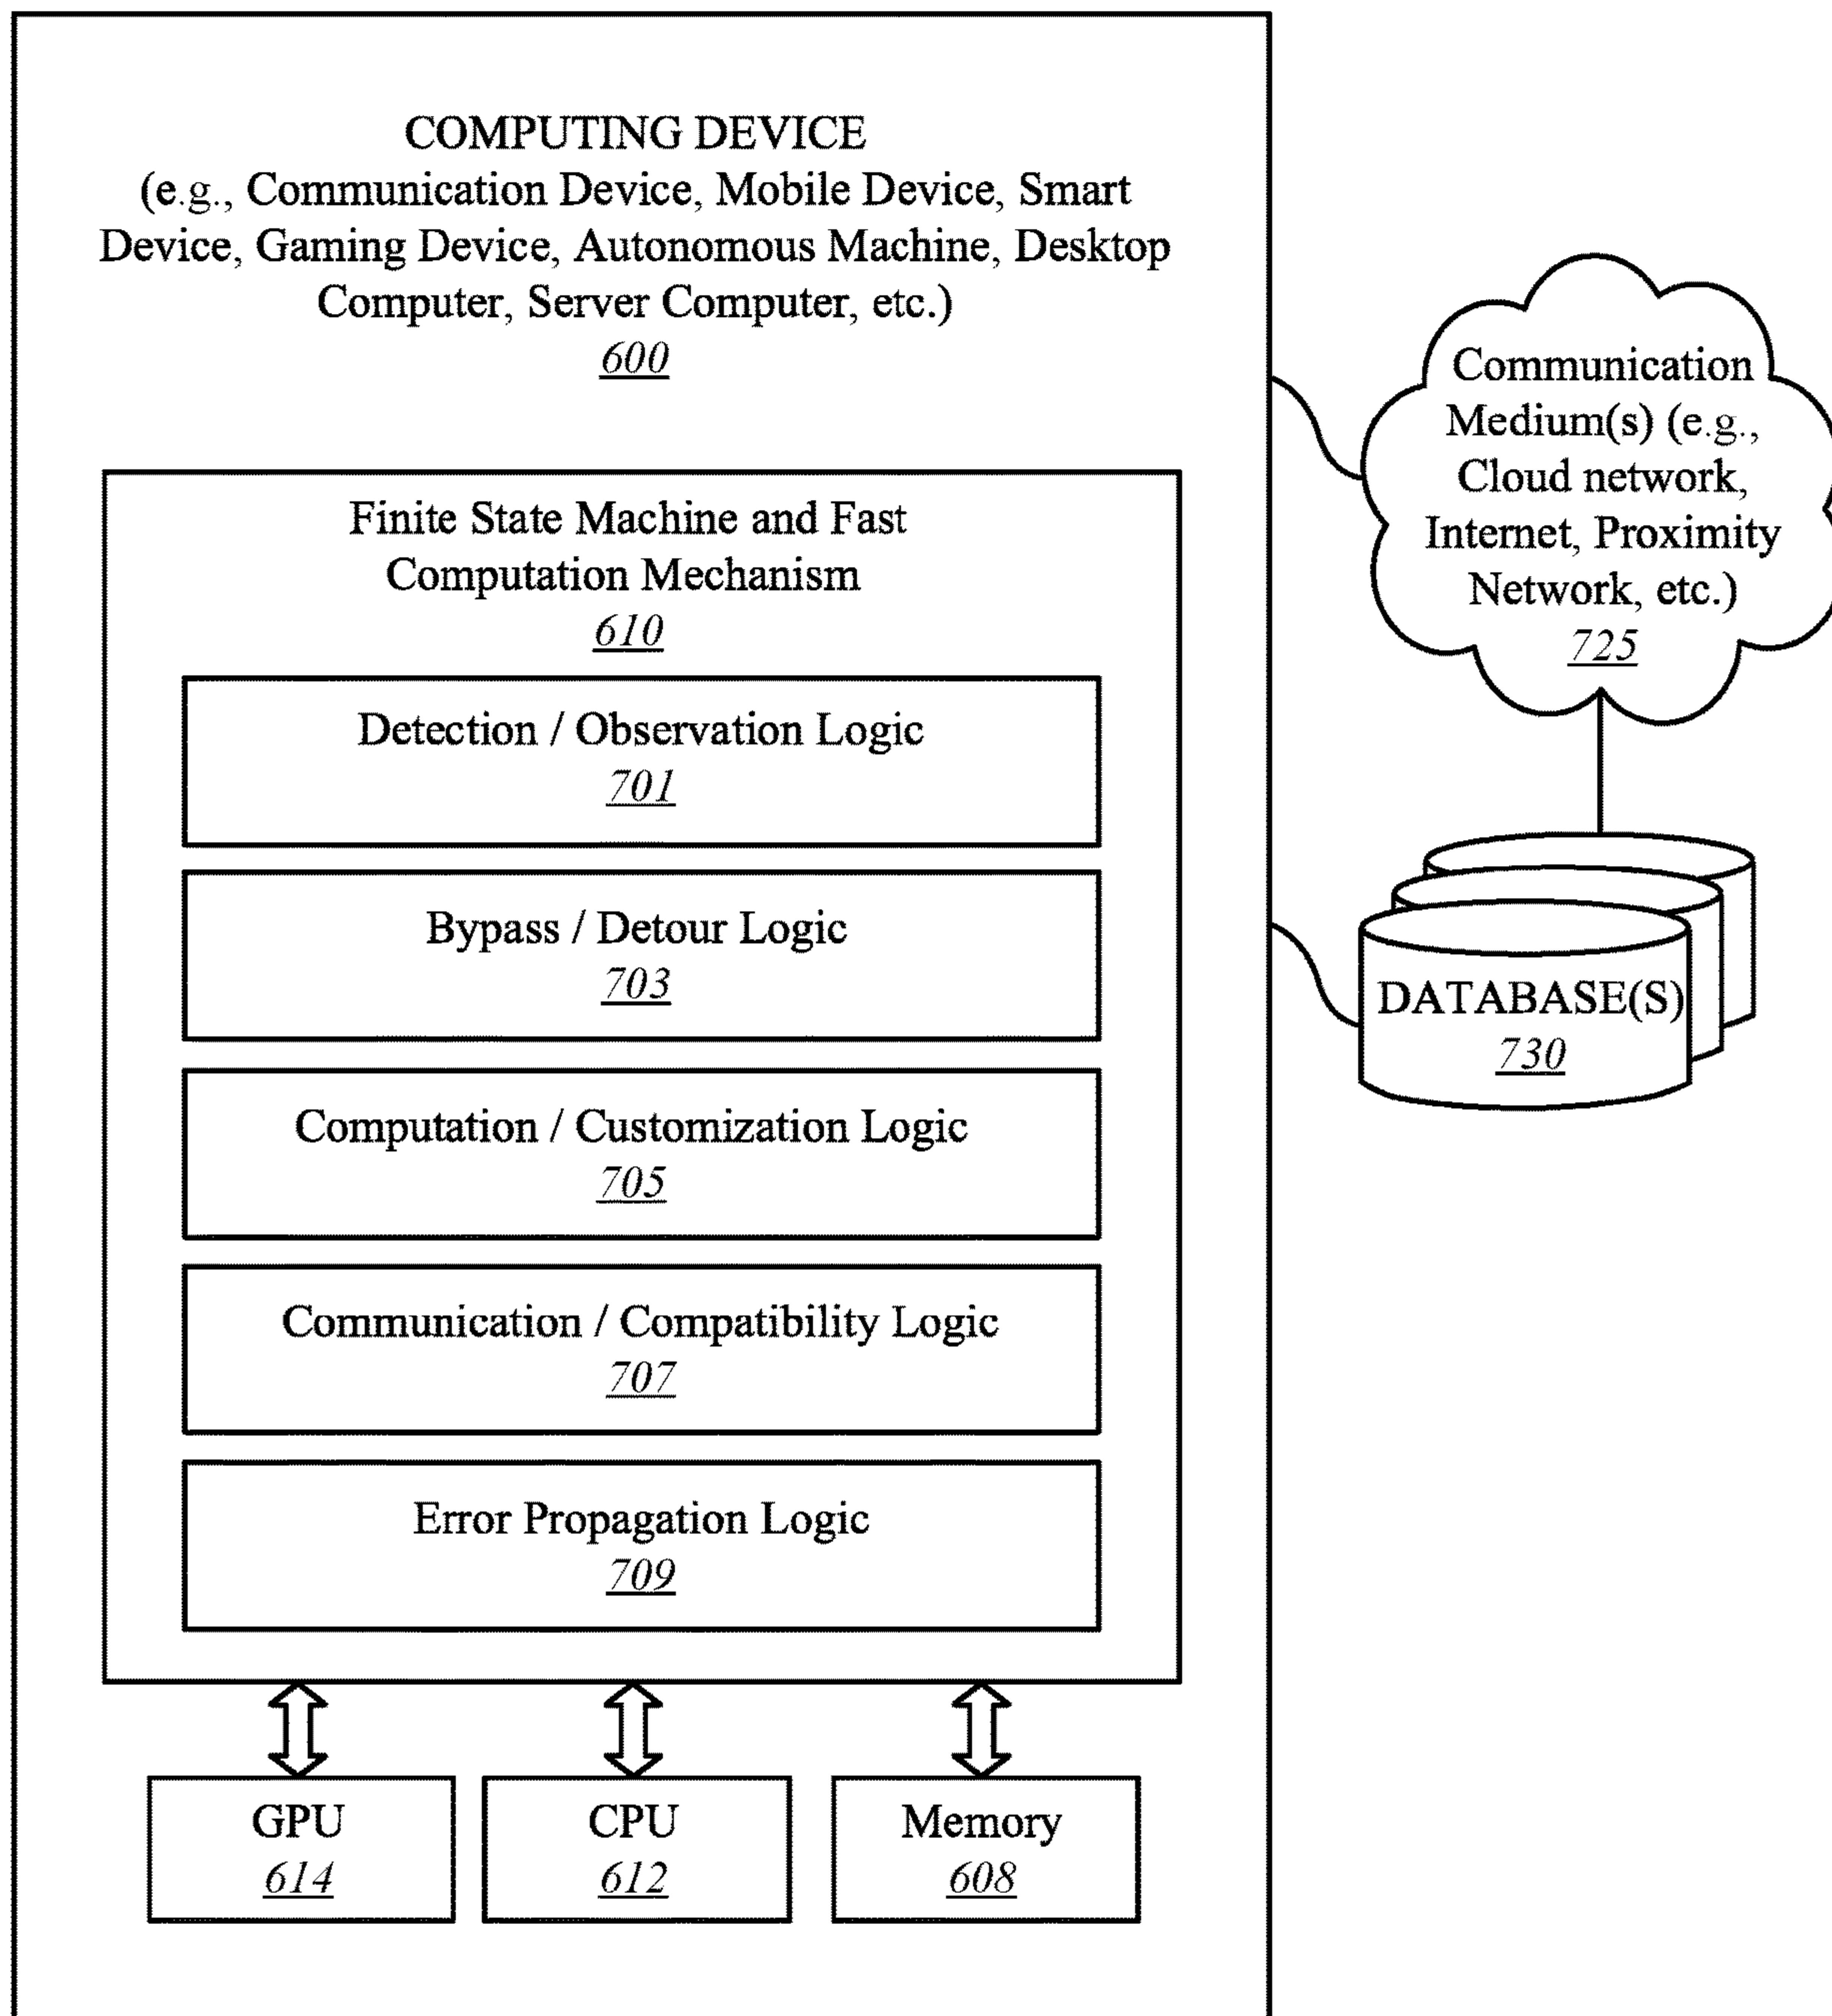 COMPUTING DEVICE
(e.g., Communication Device, Mobile Device, Smart
Device, Gaming Device, Autonomous Machine, Desktop
Computer, Server Computer, etc.)
600
Finite State Machine and Fast
Computation Mechanism
610
Detection / Observation Logic
701
Bypass / Detour Logic
703
Computation / Customization Logic
705
Communication / Compatibility Logic
707
Error Propagation Logic
709
GPU
614
CPU
612
Memory
608
Communication
Medium(s) (e.g.,
Cloud network,
Internet, Proximity
Network, etc.)
725
DATABASE(S)
730